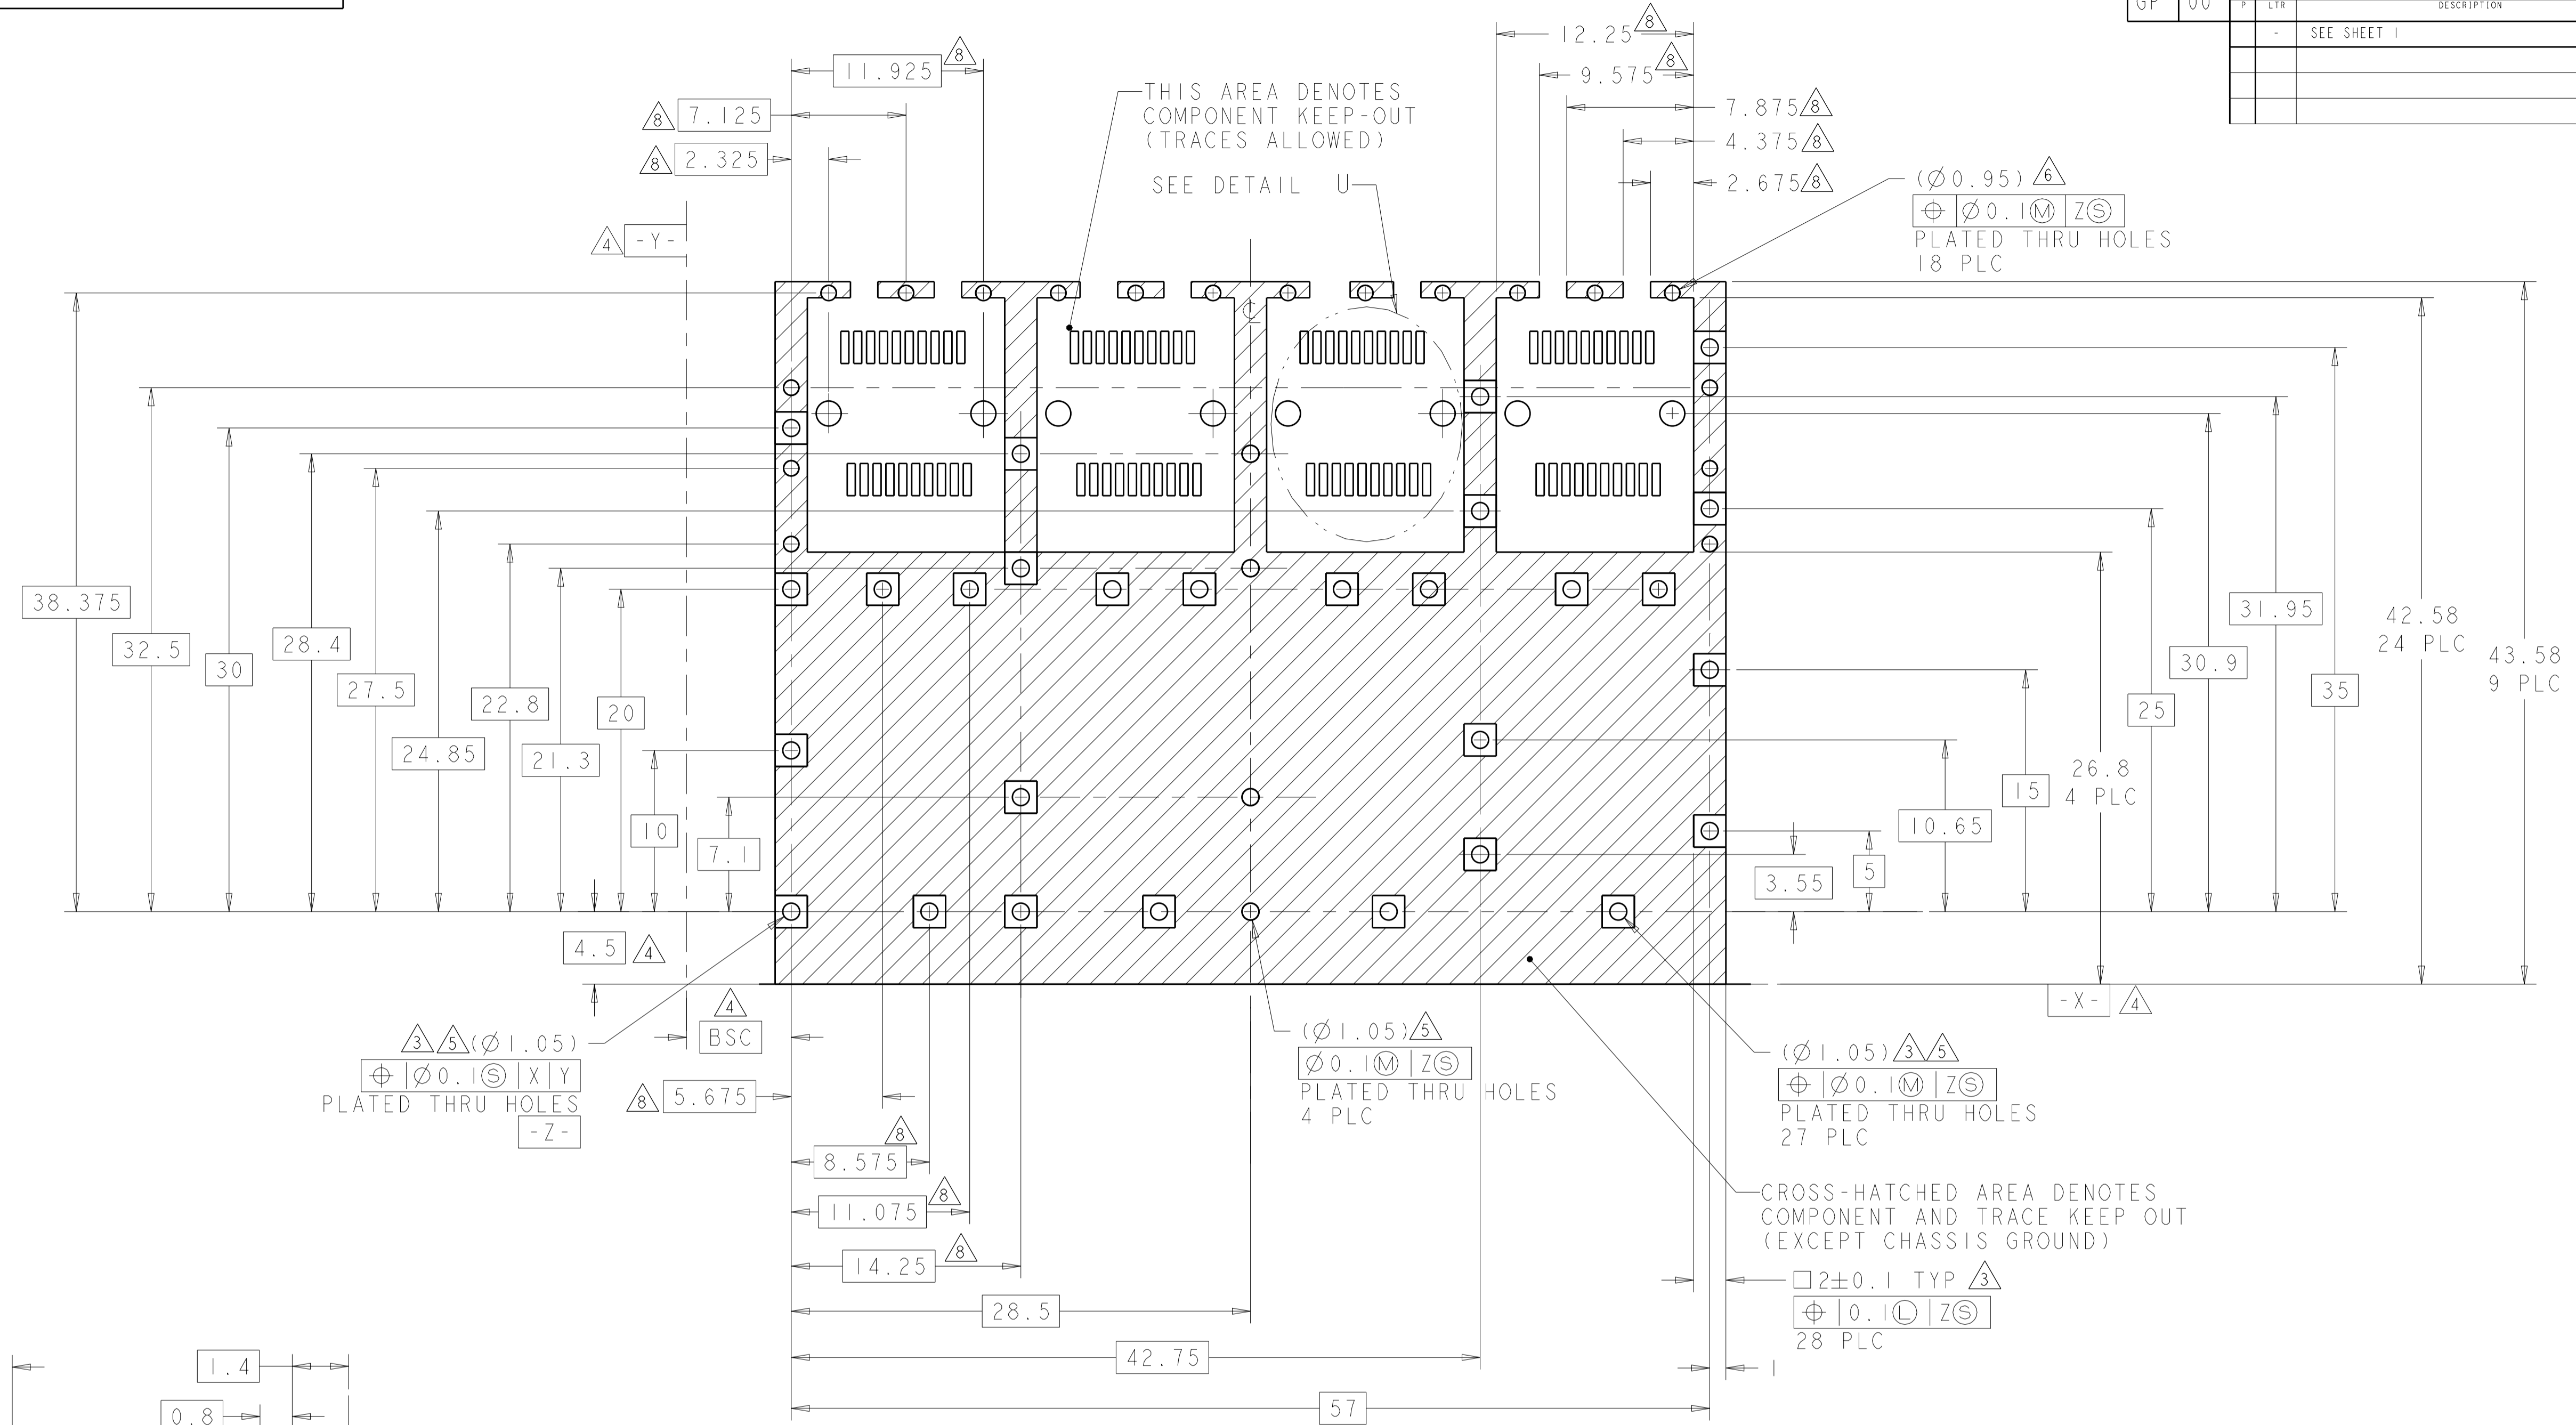 GP 00 P LTR DESCRIPTION
- SEE SHEET 1
11.925 8
8 7.125
8 2.325
THIS AREA DENOTES
COMPONENT KEEP-OUT
(TRACES ALLOWED)
SEE DETAIL U
12.25 8
9.575 8
7.875 8
4.375 8
2.675 8
(Ø0.95) 6
⌖ Ø0.1Ⓜ ZⓈ
PLATED THRU HOLES
18 PLC
4 -Y-
℄
38.375
32.5
30
28.4
27.5
24.85
22.8
21.3
20
10
7.1
4.5 4
31.95
42.58
24 PLC
43.58
9 PLC
30.9
35
25
26.8
4 PLC
15
10.65
5
3.55
-X- 4
4
BSC
3 5 (Ø1.05)
⌖ Ø0.1Ⓢ X Y
PLATED THRU HOLES
-Z-
8 5.675
8
8.575
11.075 8
14.25 8
28.5
42.75
57
(Ø1.05) 5
Ø0.1Ⓜ ZⓈ
PLATED THRU HOLES
4 PLC
(Ø1.05) 3 5
⌖ Ø0.1Ⓜ ZⓈ
PLATED THRU HOLES
27 PLC
CROSS-HATCHED AREA DENOTES
COMPONENT AND TRACE KEEP OUT
(EXCEPT CHASSIS GROUND)
□2±0.1 TYP 3
⌖ 0.1Ⓛ ZⓈ
28 PLC
1
1.4
0.8